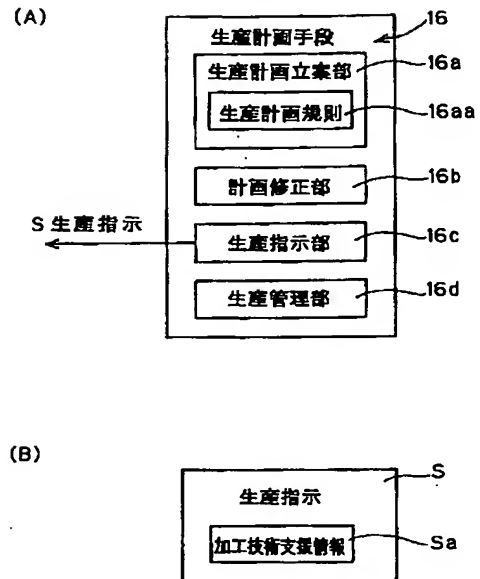 (A)
生産計画手段
16
生産計画立案部
16a
生産計画規則
16aa
計画修正部
16b
S 生産指示
生産指示部
16c
生産管理部
16d
(B)
生産指示
S
加工技術支援情報
Sa